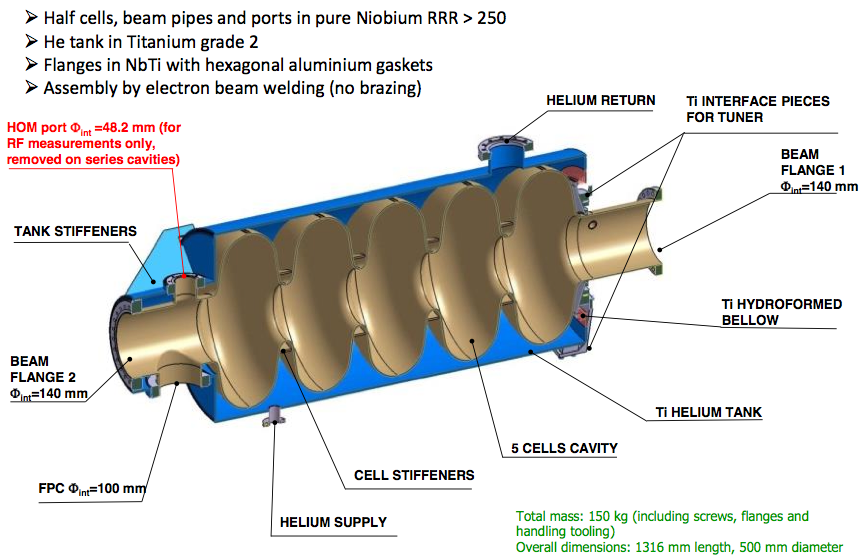 ➢ Half cells, beam pipes and ports in pure Niobium RRR > 250
➢ He tank in Titanium grade 2
➢ Flanges in NbTi with hexagonal aluminium gaskets
➢ Assembly by electron beam welding (no brazing)
HELIUM RETURN
Ti INTERFACE PIECES
FOR TUNER
HOM port Φint =48.2 mm (for
RF measurements only,
removed on series cavities)
BEAM
FLANGE 1
Φint=140 mm
TANK STIFFENERS
Ti HYDROFORMED
BELLOW
BEAM
FLANGE 2
Φint=140 mm
Ti HELIUM TANK
5 CELLS CAVITY
CELL STIFFENERS
FPC Φint=100 mm
HELIUM SUPPLY
Total mass: 150 kg (including screws, flanges and
handling tooling)
Overall dimensions: 1316 mm length, 500 mm diameter